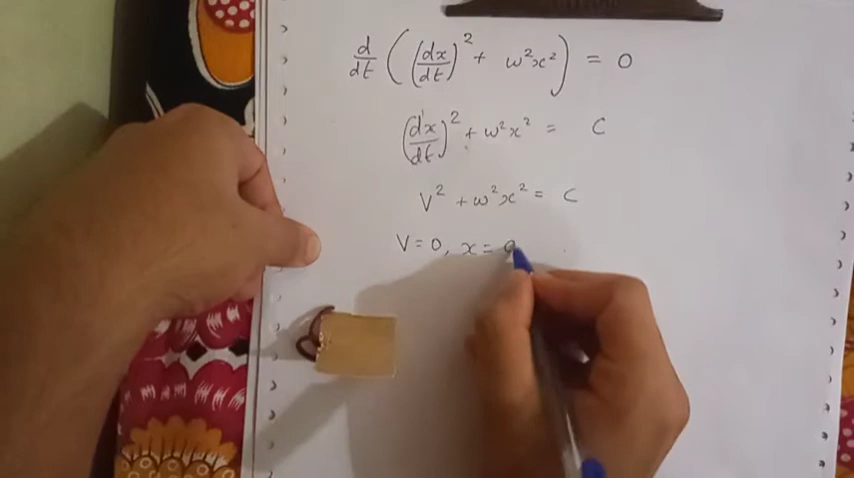 d/dt ((dx/dt)² + ω²x²) = 0
(dx/dt)² + ω²x² = C
V² + ω²x² = C
V = 0, x = a